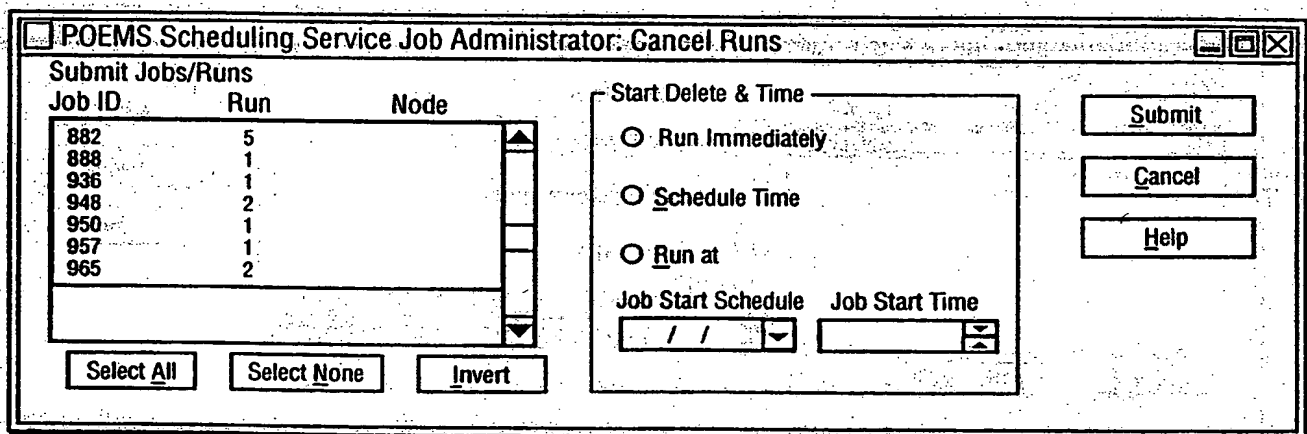 POEMS Scheduling Service Job Administrator: Cancel Runs
Submit Jobs/Runs
Job ID Run Node
882 5
888 1
936 1
948 2
950 1
957 1
965 2
Select All
Select None
Invert
Start Delete & Time
Run Immediately
Schedule Time
Run at
Job Start Schedule
Job Start Time
/ /
Submit
Cancel
Help